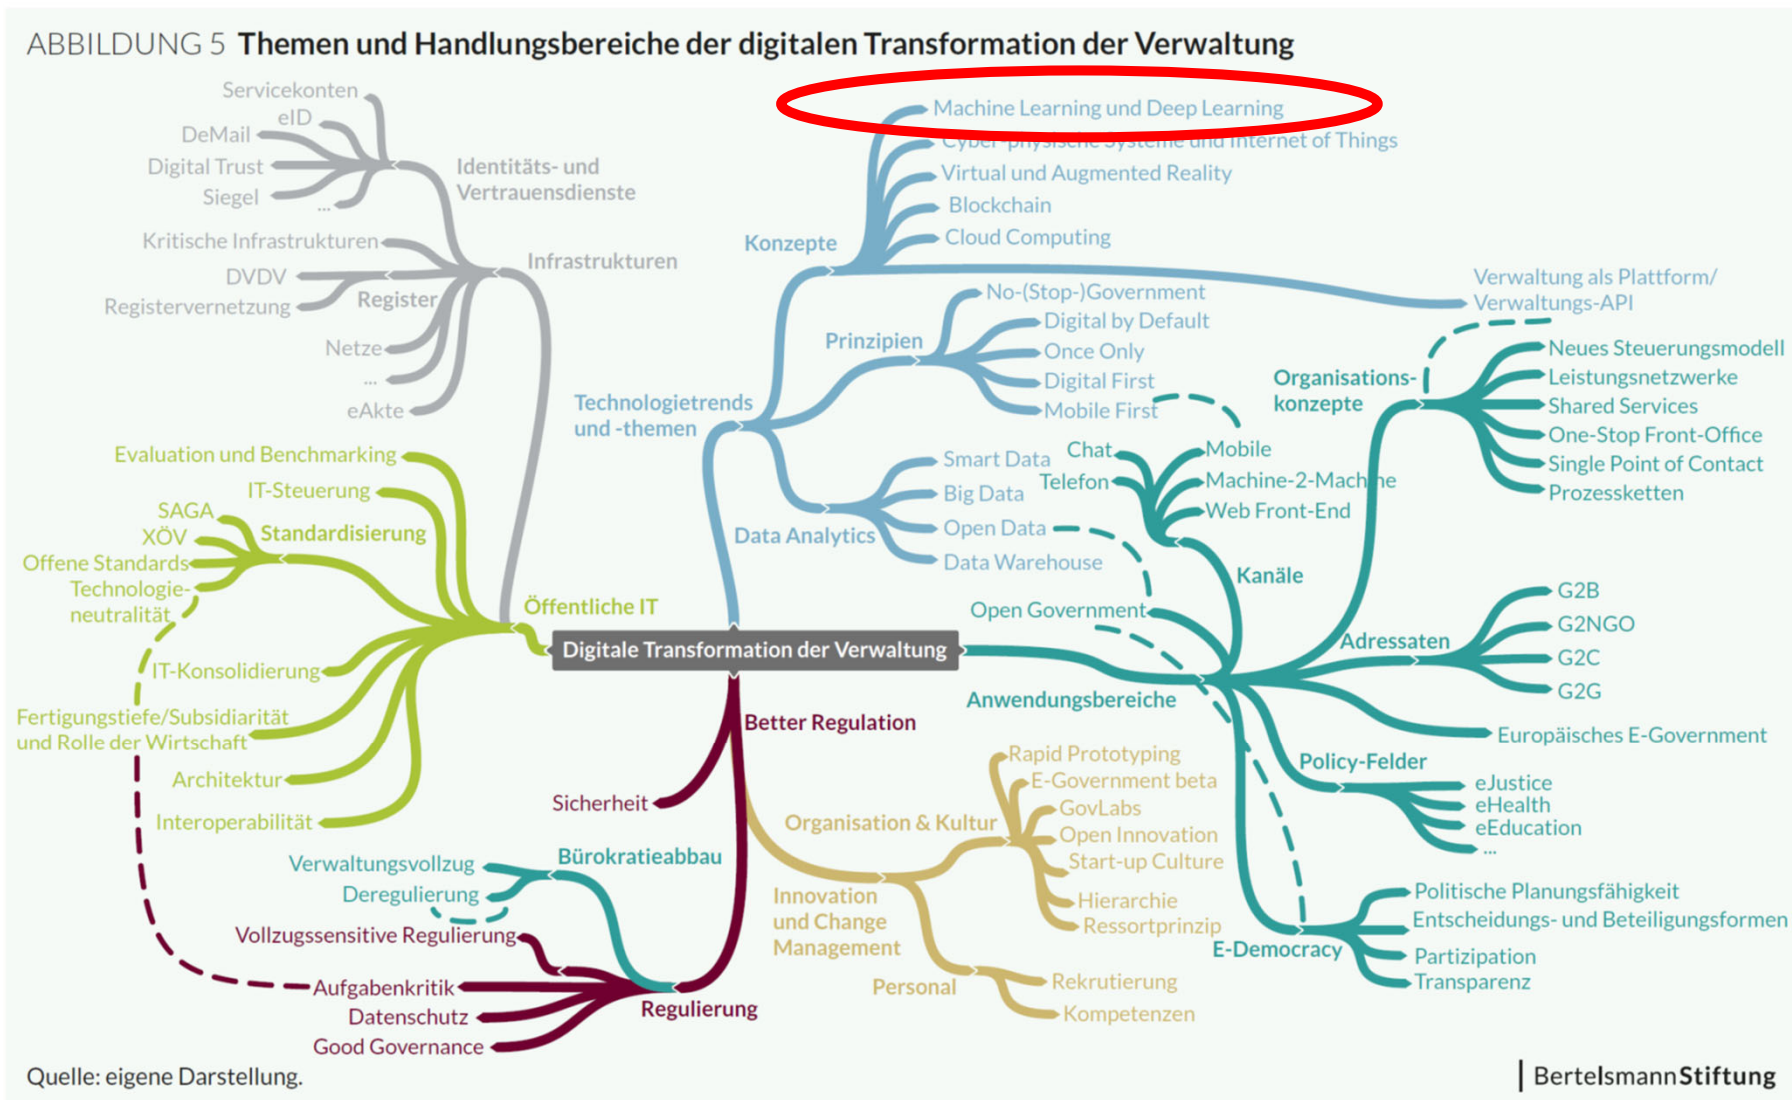 ABBILDUNG 5 Themen und Handlungsbereiche der digitalen Transformation der Verwaltung
Servicekonten
eID
DeMail
Digital Trust
Siegel
...
Identitäts- und
Vertrauensdienste
Kritische Infrastrukturen
DVDV
Registervernetzung
Register
Netze
...
eAkte
Infrastrukturen
Machine Learning und Deep Learning
Cyber-physische Systeme und Internet of Things
Virtual und Augmented Reality
Blockchain
Cloud Computing
Konzepte
Verwaltung als Plattform/
Verwaltungs-API
No-(Stop-)Government
Digital by Default
Once Only
Digital First
Mobile First
Prinzipien
Technologietrends
und -themen
Smart Data
Big Data
Open Data
Data Warehouse
Data Analytics
Organisations-
konzepte
Neues Steuerungsmodell
Leistungsnetzwerke
Shared Services
One-Stop Front-Office
Single Point of Contact
Prozessketten
Chat
Telefon
Mobile
Machine-2-Machine
Web Front-End
Kanäle
Open Government
Evaluation und Benchmarking
IT-Steuerung
SAGA
XÖV
Offene Standards
Technologie-
neutralität
Standardisierung
Öffentliche IT
IT-Konsolidierung
Fertigungstiefe/Subsidiarität
und Rolle der Wirtschaft
Architektur
Interoperabilität
Digitale Transformation der Verwaltung
Anwendungsbereiche
Adressaten
G2B
G2NGO
G2C
G2G
Europäisches E-Government
Policy-Felder
eJustice
eHealth
eEducation
...
E-Democracy
Politische Planungsfähigkeit
Entscheidungs- und Beteiligungsformen
Partizipation
Transparenz
Better Regulation
Sicherheit
Bürokratieabbau
Verwaltungsvollzug
Deregulierung
Vollzugssensitive Regulierung
Aufgabenkritik
Datenschutz
Good Governance
Regulierung
Rapid Prototyping
E-Government beta
GovLabs
Open Innovation
Start-up Culture
Hierarchie
Ressortprinzip
Organisation & Kultur
Innovation
und Change
Management
Personal
Rekrutierung
Kompetenzen
Quelle: eigene Darstellung.
BertelsmannStiftung